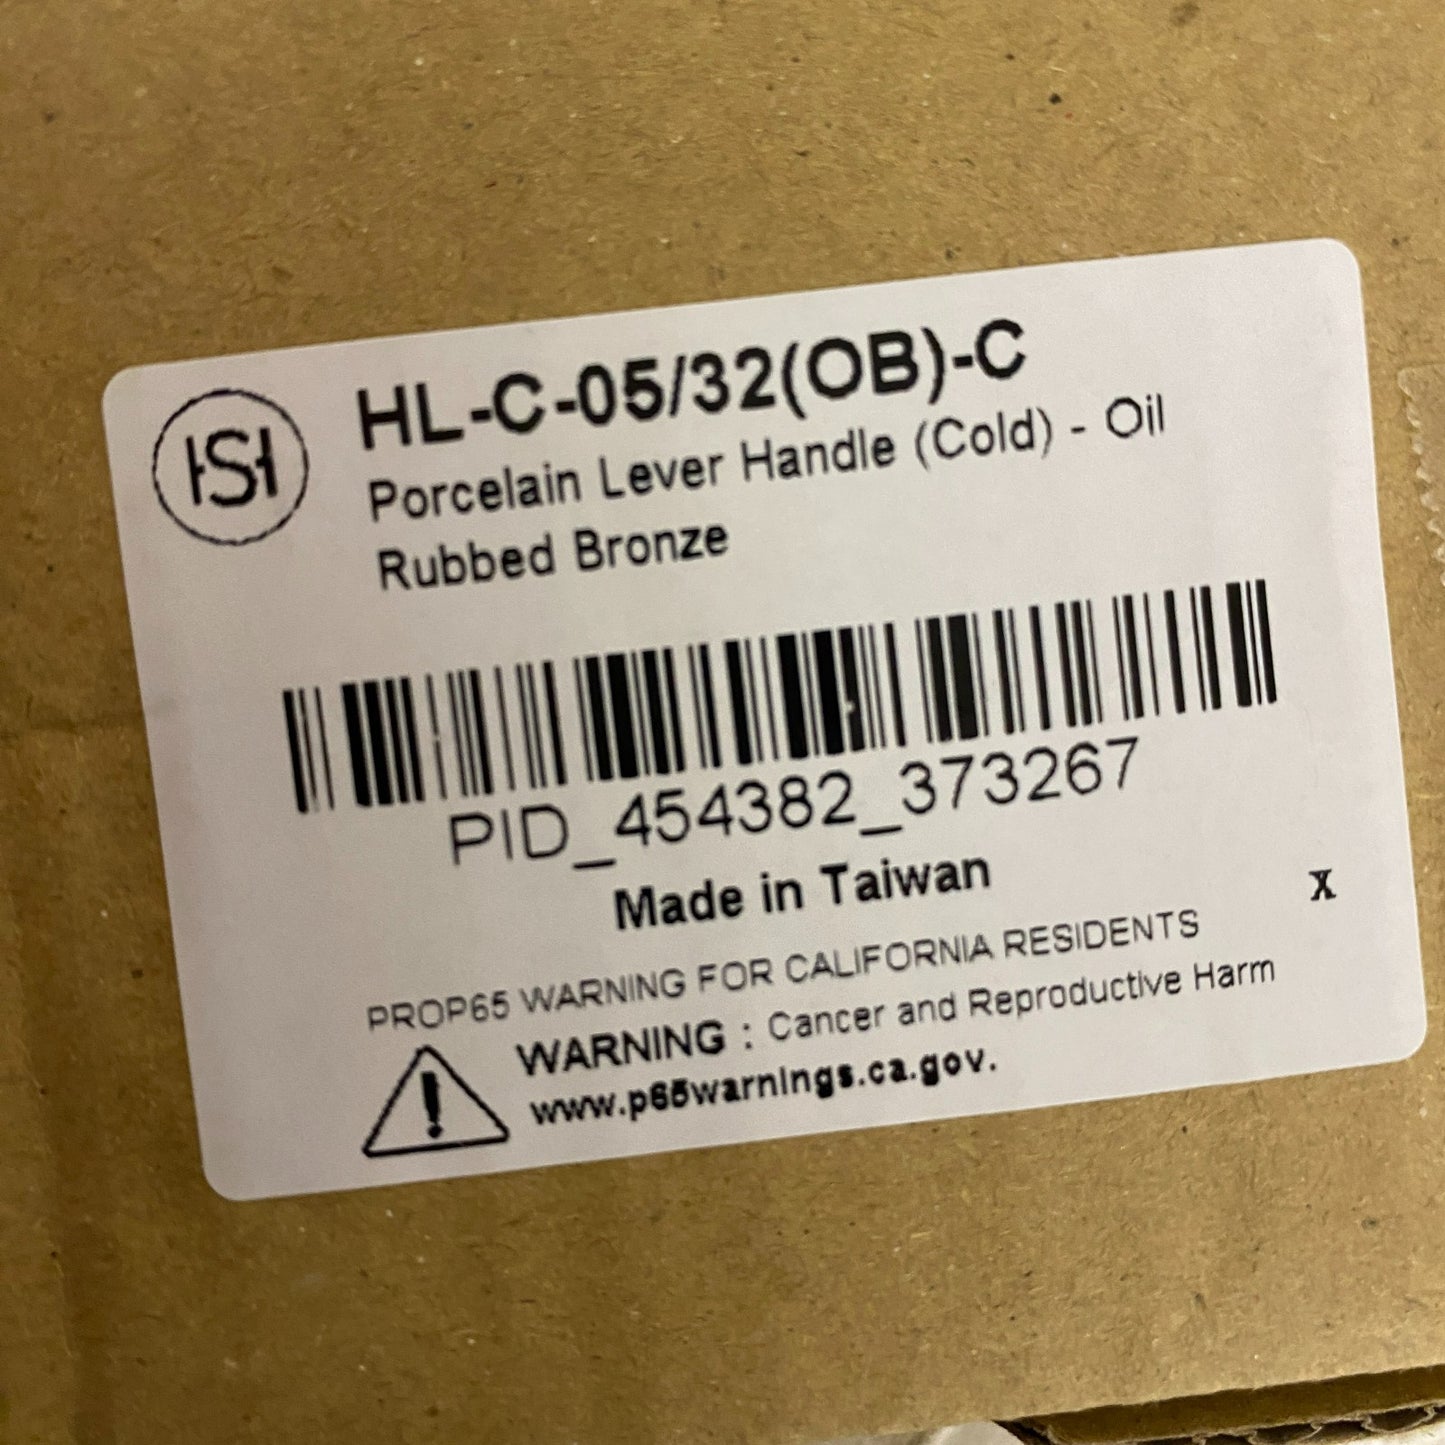 HSH
HL-C-05/32(OB)-C
Porcelain Lever Handle (Cold) - Oil
Rubbed Bronze
PID_454382_373267
Made in Taiwan
X
PROP65 WARNING FOR CALIFORNIA RESIDENTS
WARNING : Cancer and Reproductive Harm
www.p65warnings.ca.gov.